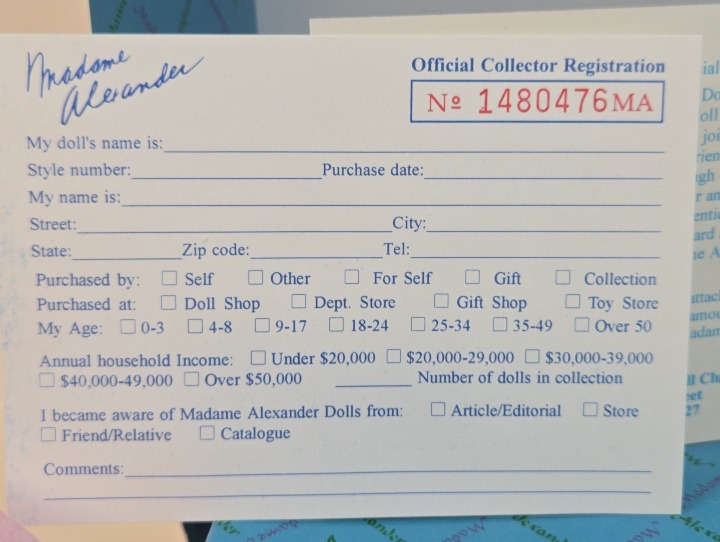 Madame
Alexander
Official Collector Registration
Nº 1480476MA
My doll's name is:
Style number: Purchase date:
My name is:
Street: City:
State: Zip code: Tel:
Purchased by: Self Other For Self Gift Collection
Purchased at: Doll Shop Dept. Store Gift Shop Toy Store
My Age: 0-3 4-8 9-17 18-24 25-34 35-49 Over 50
Annual household Income: Under $20,000 $20,000-29,000 $30,000-39,000
$40,000-49,000 Over $50,000 Number of dolls in collection
I became aware of Madame Alexander Dolls from: Article/Editorial Store
Friend/Relative Catalogue
Comments: